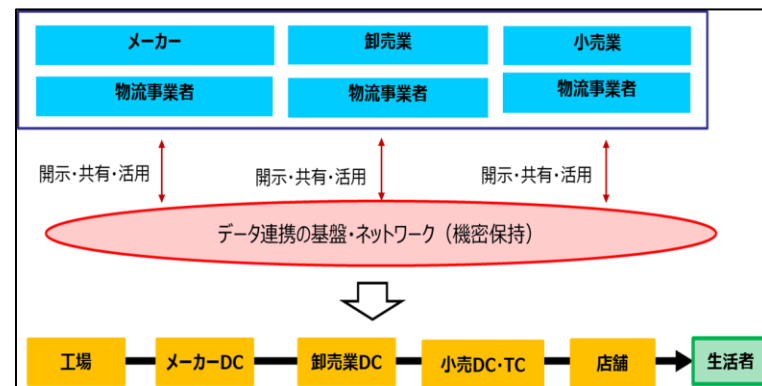 メーカー
卸売業
小売業
物流事業者
物流事業者
物流事業者
開示・共有・活用
開示・共有・活用
開示・共有・活用
データ連携の基盤・ネットワーク（機密保持）
工場
メーカーDC
卸売業DC
小売DC・TC
店舗
生活者